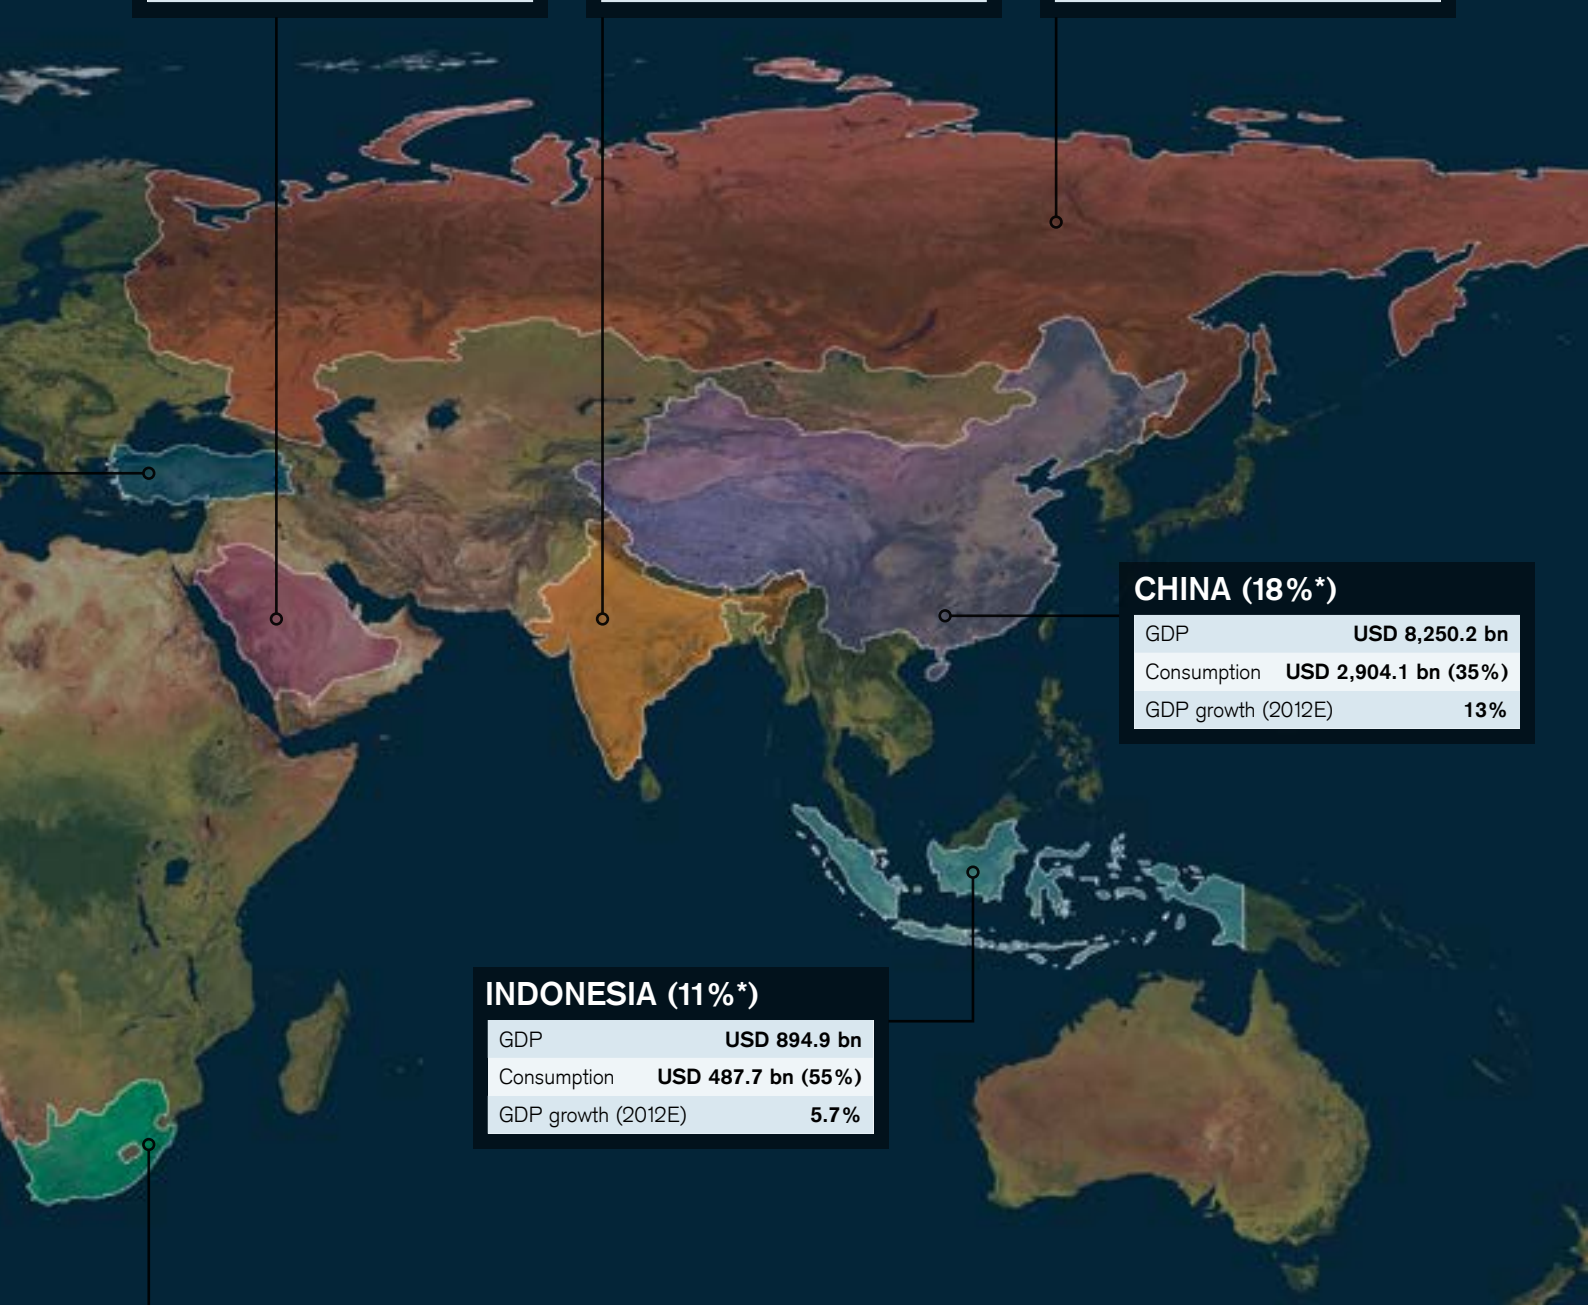 CHINA (18%*)
GDP USD 8,250.2 bn
Consumption USD 2,904.1 bn (35%)
GDP growth (2012E) 13%
INDONESIA (11%*)
GDP USD 894.9 bn
Consumption USD 487.7 bn (55%)
GDP growth (2012E) 5.7%